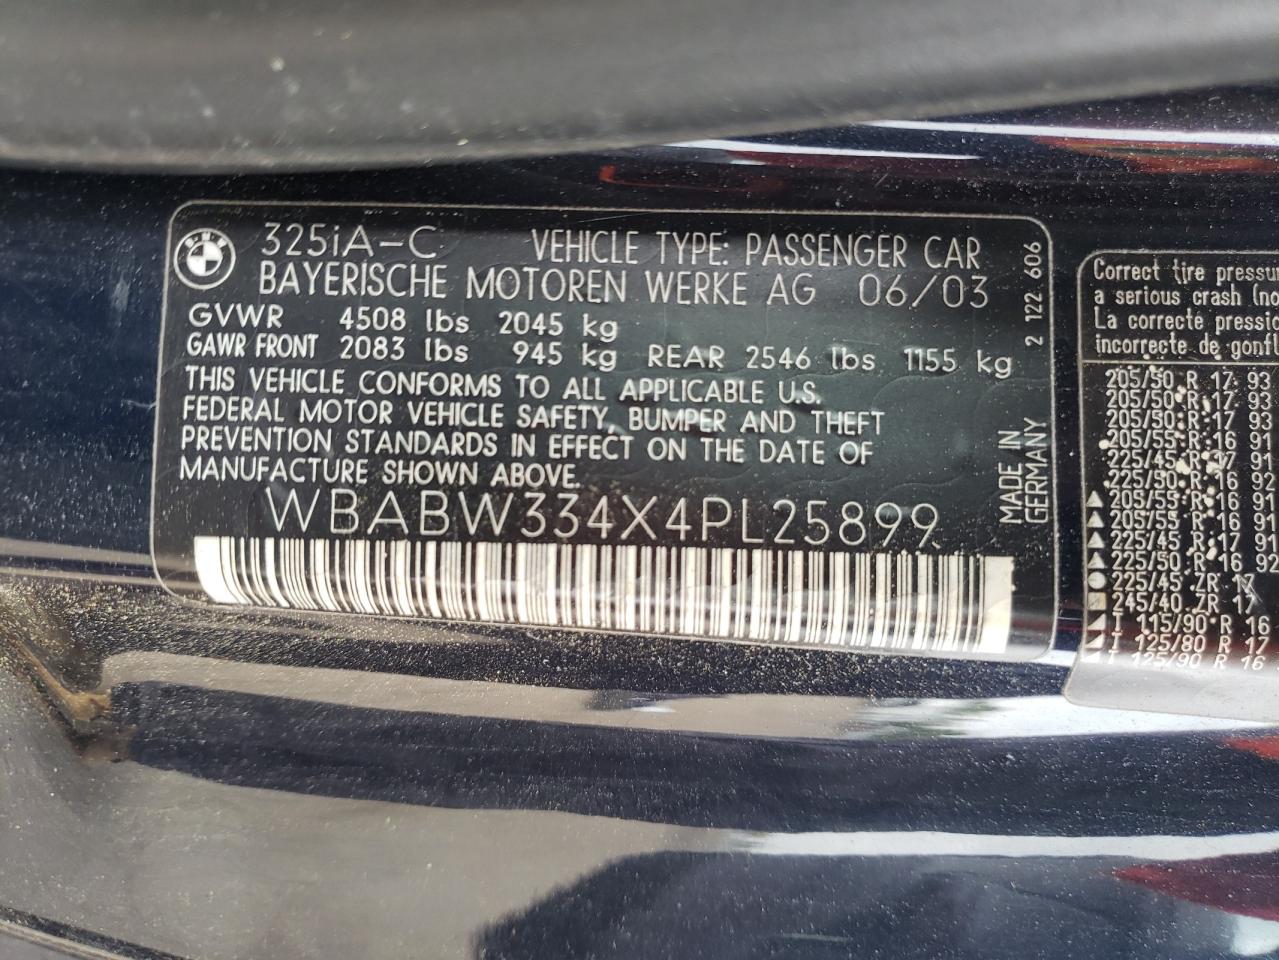 BMW
325iA-C VEHICLE TYPE: PASSENGER CAR
BAYERISCHE MOTOREN WERKE AG 06/03
GVWR 4508 lbs 2045 kg
GAWR FRONT 2083 lbs 945 kg REAR 2546 lbs 1155 kg
THIS VEHICLE CONFORMS TO ALL APPLICABLE U.S.
FEDERAL MOTOR VEHICLE SAFETY, BUMPER AND THEFT
PREVENTION STANDARDS IN EFFECT ON THE DATE OF
MANUFACTURE SHOWN ABOVE.
WBABW334X4PL25899
2 122 606
MADE IN
GERMANY
Correct tire pressu
a serious crash (no
La correcte pressio
incorrecte de gonfl
205/50 R 17 93
205/50 R 17 93
205/50 R 17 93
205/55 R 16 91
225/45 R 17 91
225/50 R 16 92
205/55 R 16 91
205/55 R 16 91
225/45 R 17 91
225/50 R 16 92
225/45 ZR 17
245/40 ZR 17
T 115/90 R 16
T 125/80 R 17
T 125/90 R 16